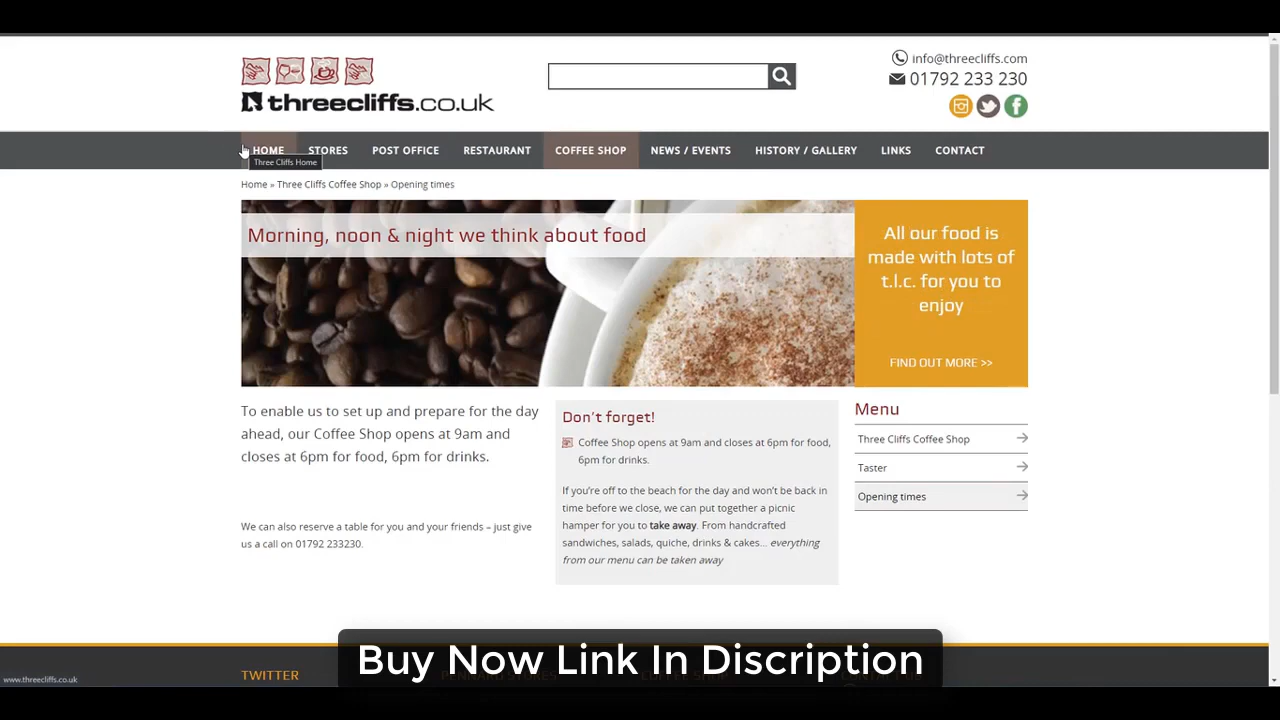 info@threecliffs.com
threecliffs.co.uk
01792 233 230
HOME STORES POST OFFICE RESTAURANT COFFEE SHOP NEWS / EVENTS HISTORY / GALLERY LINKS CONTACT
Three Cliffs Home
Home » Three Cliffs Coffee Shop » Opening times
Morning, noon & night we think about food
All our food is
made with lots of
t.l.c. for you to
enjoy
FIND OUT MORE >>
To enable us to set up and prepare for the day
ahead, our Coffee Shop opens at 9am and
closes at 6pm for food, 6pm for drinks.
We can also reserve a table for you and your friends – just give
us a call on 01792 233230.
Don't forget!
Coffee Shop opens at 9am and closes at 6pm for food,
6pm for drinks.
If you're off to the beach for the day and won't be back in
time before we close, we can put together a picnic
hamper for you to take away. From handcrafted
sandwiches, salads, quiche, drinks & cakes... everything
from our menu can be taken away
Menu
Three Cliffs Coffee Shop
Taster
Opening times
Buy Now Link In Discription
TWITTER
www.threecliffs.co.uk